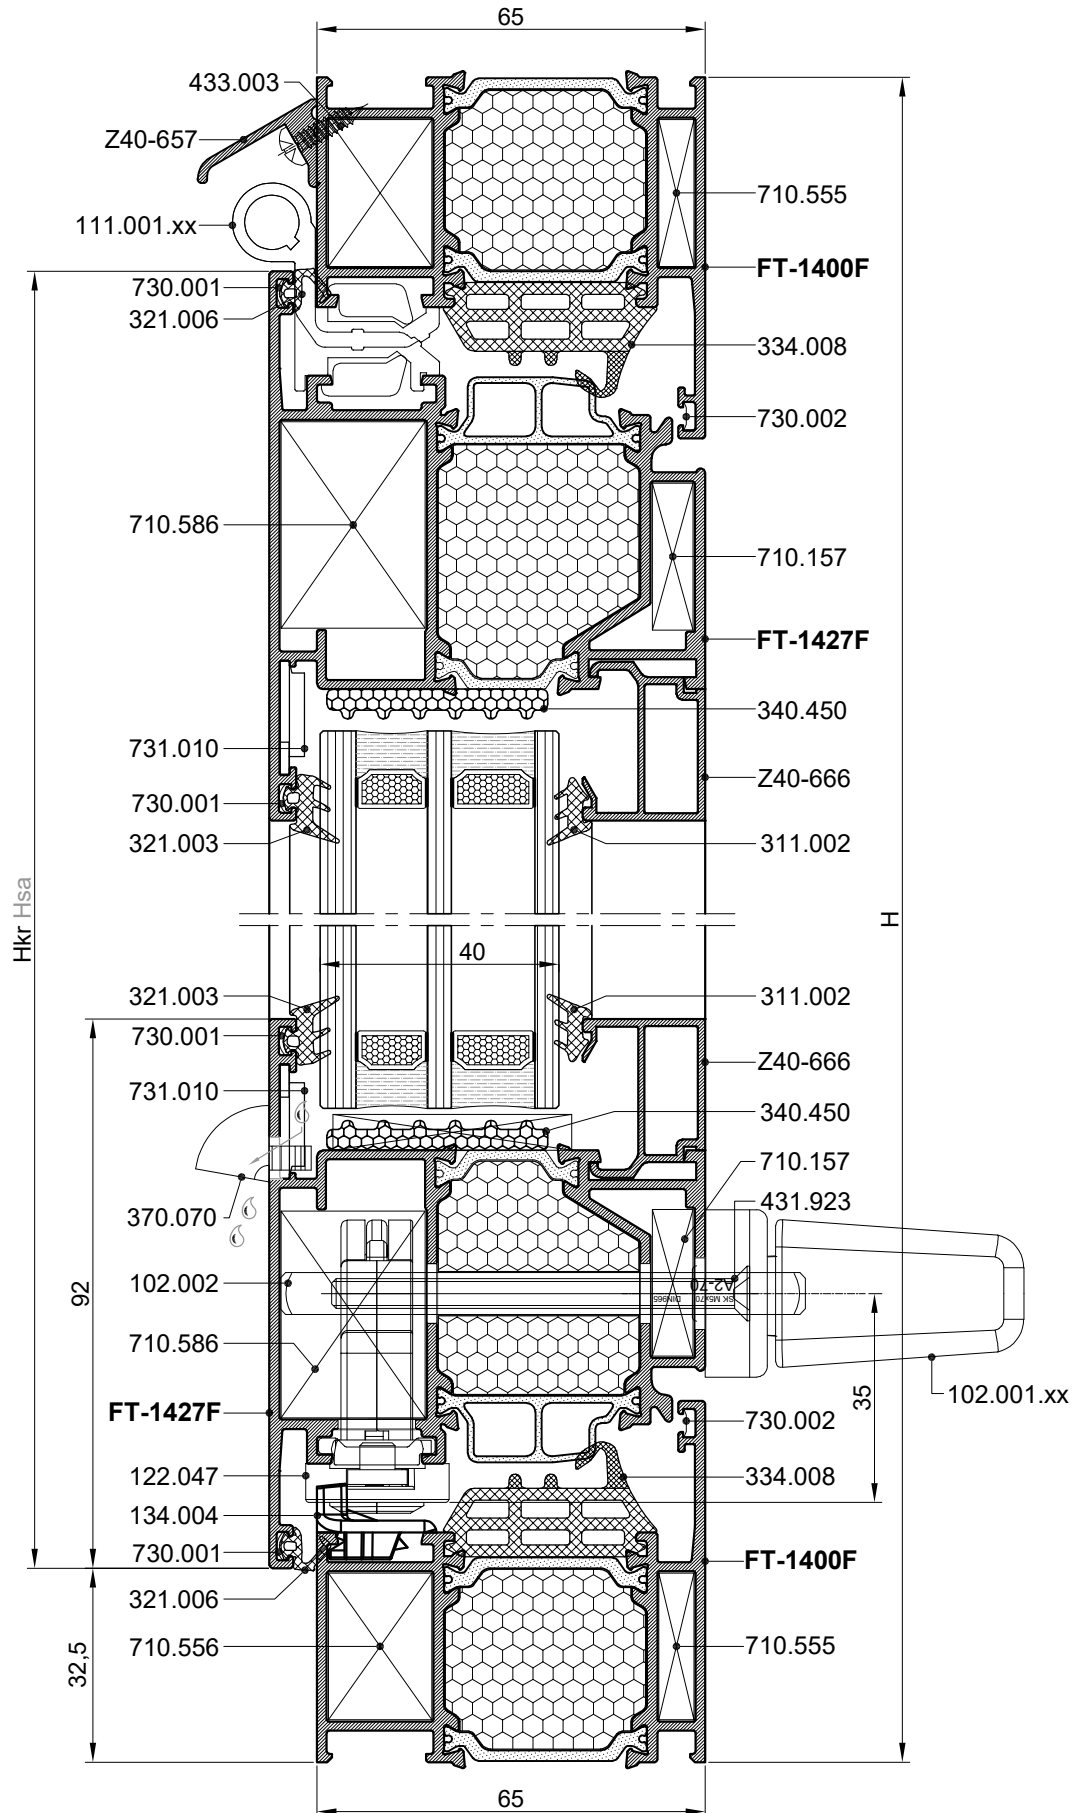 65
433.003
Z40-657
710.555
111.001.xx
FT-1400F
730.001
321.006
334.008
730.002
710.586
710.157
FT-1427F
340.450
731.010
Z40-666
730.001
321.003
311.002
Hkr Hsa
H
40
321.003
311.002
730.001
Z40-666
731.010
340.450
710.157
431.923
370.070
102.002
A2-70
SK M5x70 DIN965
92
710.586
35
102.001.xx
FT-1427F
730.002
122.047
334.008
134.004
730.001
FT-1400F
321.006
32,5
710.556
710.555
65